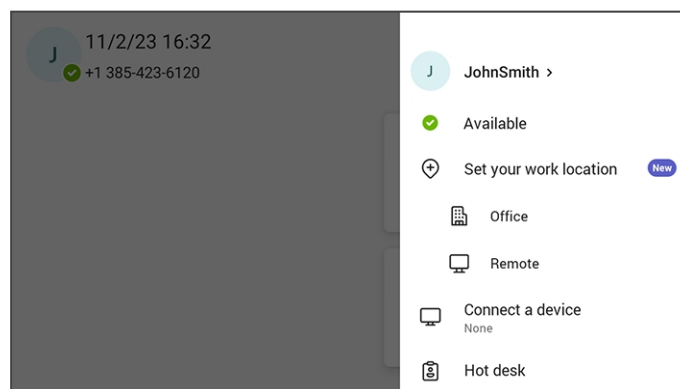 J
11/2/23 16:32
+1 385-423-6120
J
JohnSmith >
Available
Set your work location New
Office
Remote
Connect a device
None
Hot desk